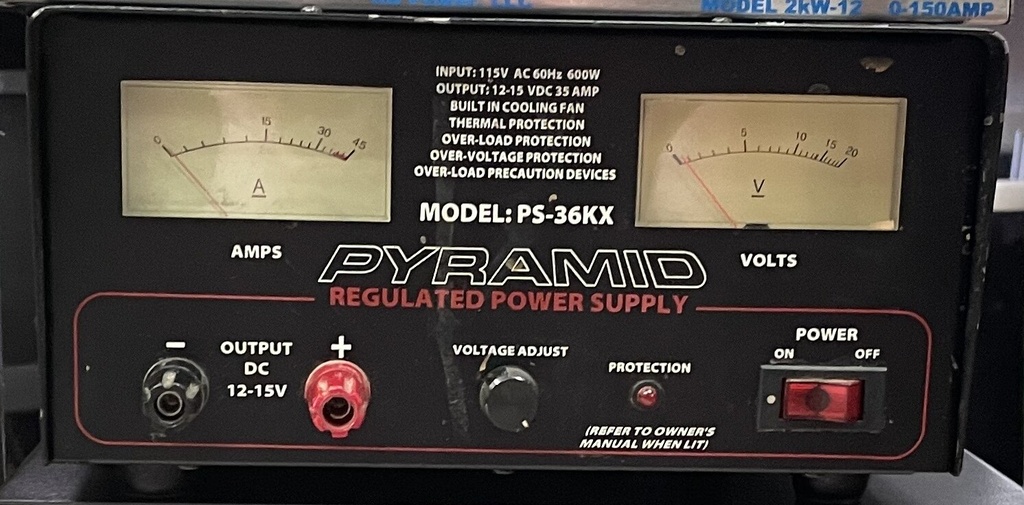 MODEL 2kW-12 0-150AMP
INPUT: 115V AC 60Hz 600W
OUTPUT: 12-15 VDC 35 AMP
BUILT IN COOLING FAN
THERMAL PROTECTION
OVER-LOAD PROTECTION
OVER-VOLTAGE PROTECTION
OVER-LOAD PRECAUTION DEVICES
MODEL: PS-36KX
0 15 30 45
A
0 5 10 15 20
V
AMPS
VOLTS
PYRAMID
REGULATED POWER SUPPLY
- OUTPUT +
DC
12-15V
VOLTAGE ADJUST
PROTECTION
(REFER TO OWNER'S
MANUAL WHEN LIT)
POWER
ON OFF